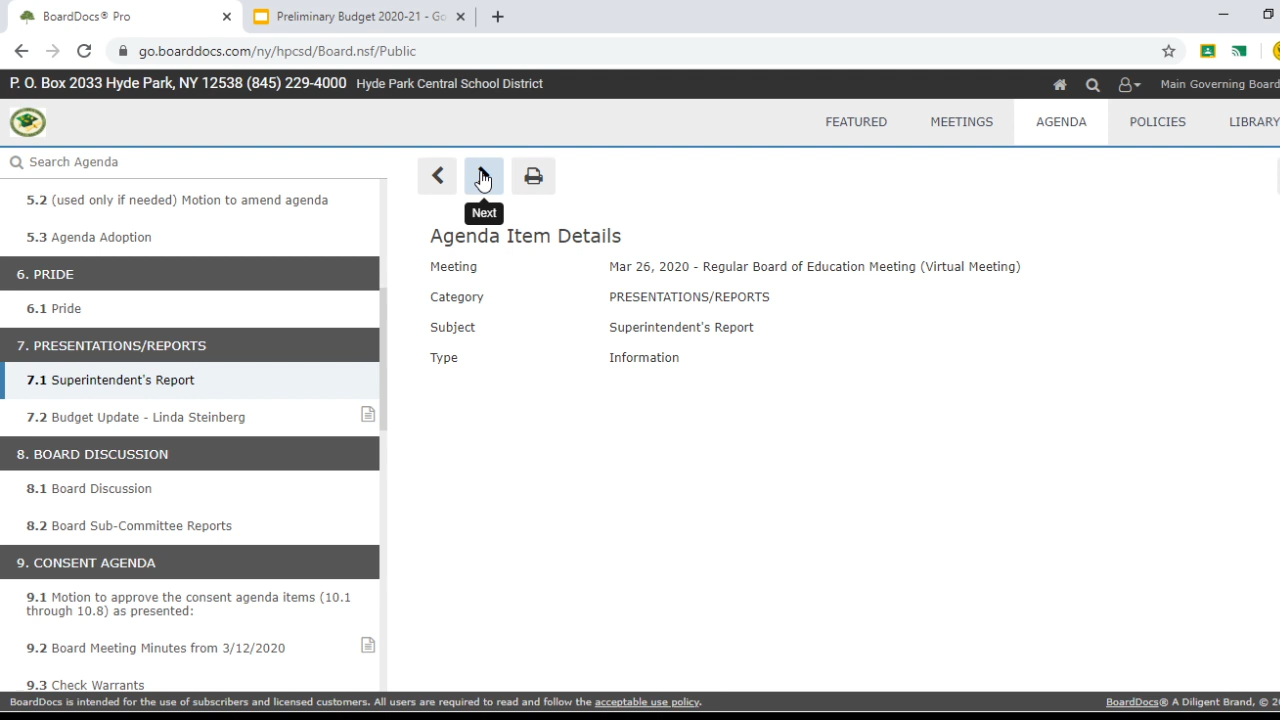 BoardDocs® Pro
Preliminary Budget 2020-21 - Go
go.boarddocs.com/ny/hpcsd/Board.nsf/Public
P. O. Box 2033 Hyde Park, NY 12538 (845) 229-4000 Hyde Park Central School District
Main Governing Board
FEATURED MEETINGS AGENDA POLICIES LIBRARY
Search Agenda
5.2 (used only if needed) Motion to amend agenda
5.3 Agenda Adoption
6. PRIDE
6.1 Pride
7. PRESENTATIONS/REPORTS
7.1 Superintendent's Report
7.2 Budget Update - Linda Steinberg
8. BOARD DISCUSSION
8.1 Board Discussion
8.2 Board Sub-Committee Reports
9. CONSENT AGENDA
9.1 Motion to approve the consent agenda items (10.1
through 10.8) as presented:
9.2 Board Meeting Minutes from 3/12/2020
9.3 Check Warrants
Next
Agenda Item Details
Meeting Mar 26, 2020 - Regular Board of Education Meeting (Virtual Meeting)
Category PRESENTATIONS/REPORTS
Subject Superintendent's Report
Type Information
BoardDocs is intended for the use of subscribers and licensed customers. All users are required to read and follow the acceptable use policy.
BoardDocs® A Diligent Brand, © 2